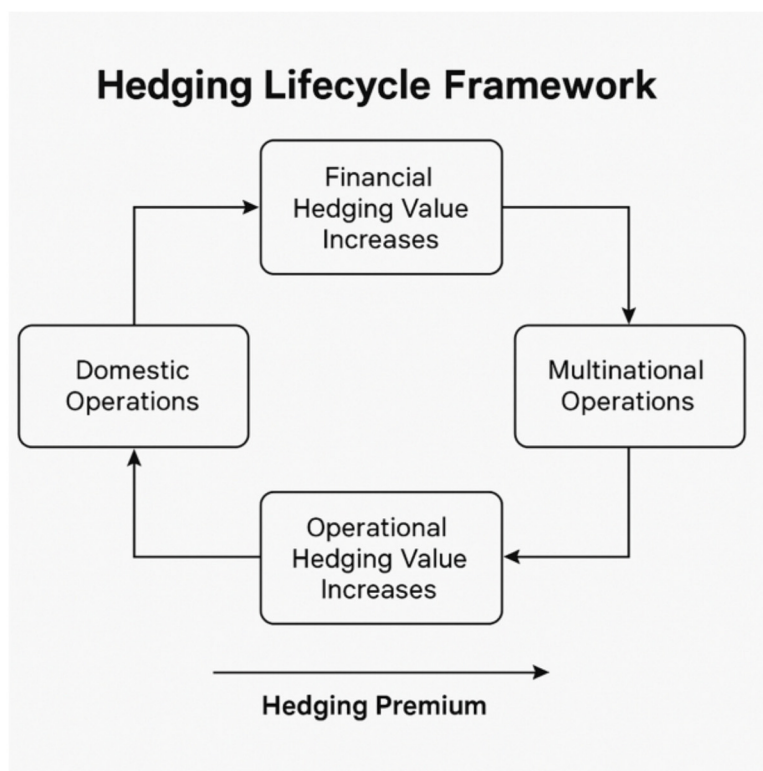 Hedging Lifecycle Framework
Financial
Hedging Value
Increases
Domestic
Operations
Multinational
Operations
Operational
Hedging Value
Increases
Hedging Premium